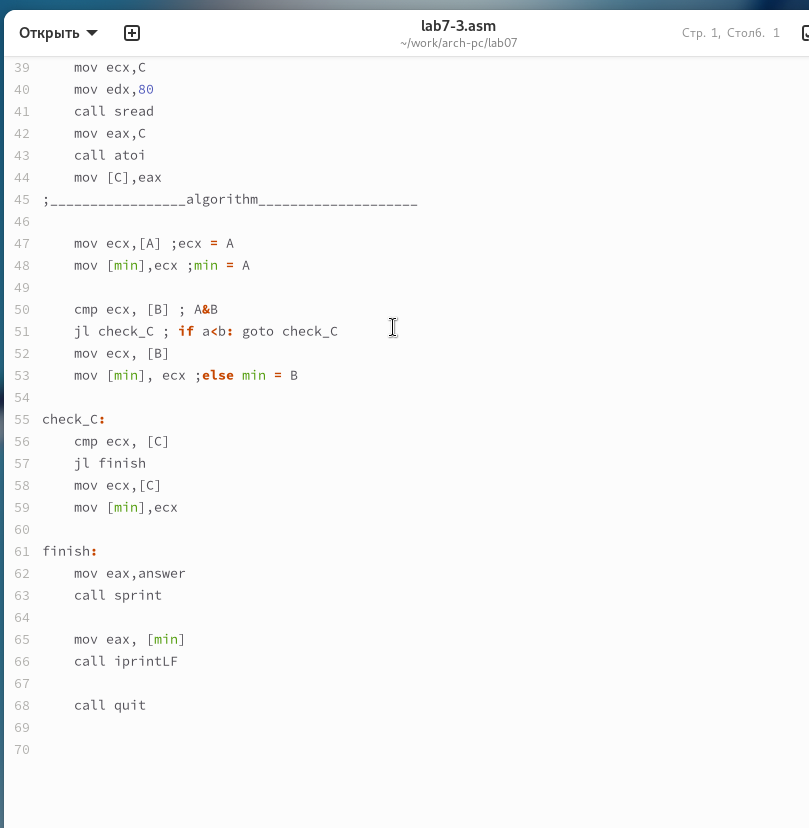 Открыть
lab7-3.asm
~/work/arch-pc/lab07
Стр. 1, Столб. 1
39 mov ecx,C
40 mov edx,80
41 call sread
42 mov eax,C
43 call atoi
44 mov [C],eax
45 ;_________________algorithm____________________
46
47 mov ecx,[A] ;ecx = A
48 mov [min],ecx ;min = A
49
50 cmp ecx, [B] ; A&B
51 jl check_C ; if a<b: goto check_C
52 mov ecx, [B]
53 mov [min], ecx ;else min = B
54
55 check_C:
56 cmp ecx, [C]
57 jl finish
58 mov ecx,[C]
59 mov [min],ecx
60
61 finish:
62 mov eax,answer
63 call sprint
64
65 mov eax, [min]
66 call iprintLF
67
68 call quit
69
70